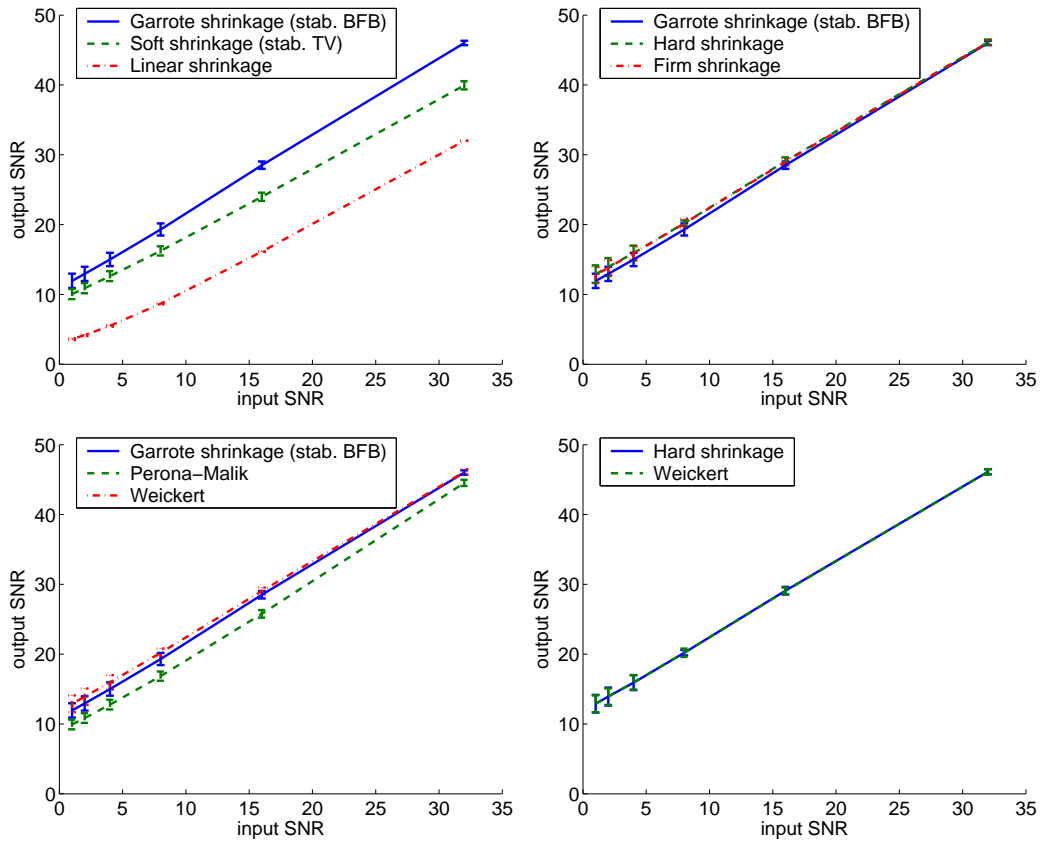 Garrote shrinkage (stab. BFB)
Soft shrinkage (stab. TV)
Linear shrinkage
50
40
30
20
10
0
output SNR
0 5 10 15 20 25 30 35
input SNR
Garrote shrinkage (stab. BFB)
Hard shrinkage
Firm shrinkage
50
40
30
20
10
0
output SNR
0 5 10 15 20 25 30 35
input SNR
Garrote shrinkage (stab. BFB)
Perona−Malik
Weickert
50
40
30
20
10
0
output SNR
0 5 10 15 20 25 30 35
input SNR
Hard shrinkage
Weickert
50
40
30
20
10
0
output SNR
0 5 10 15 20 25 30 35
input SNR